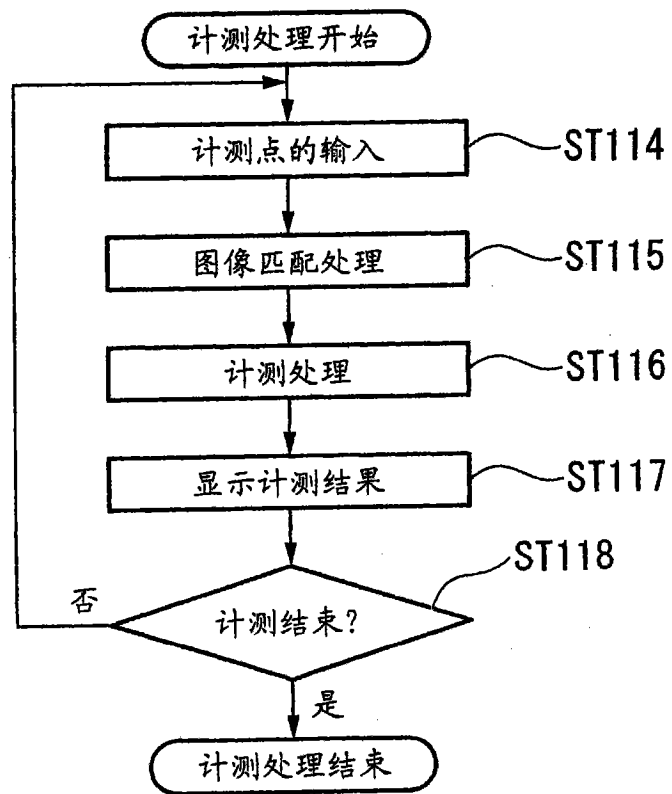 计测处理开始
计测点的输入
ST114
图像匹配处理
ST115
计测处理
ST116
显示计测结果
ST117
ST118
否
计测结束?
是
计测处理结束